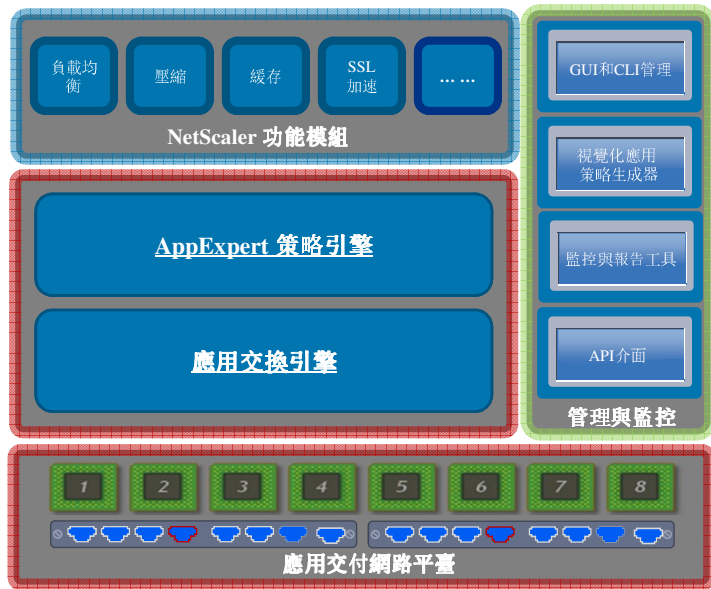 負載均
衡
壓縮
緩存
SSL
加速
... ...
NetScaler 功能模組
AppExpert 策略引擎
應用交換引擎
GUI和CLI管理
視覺化應用
策略生成器
監控與報告工具
API介面
管理與監控
1
2
3
4
5
6
7
8
應用交付網路平臺